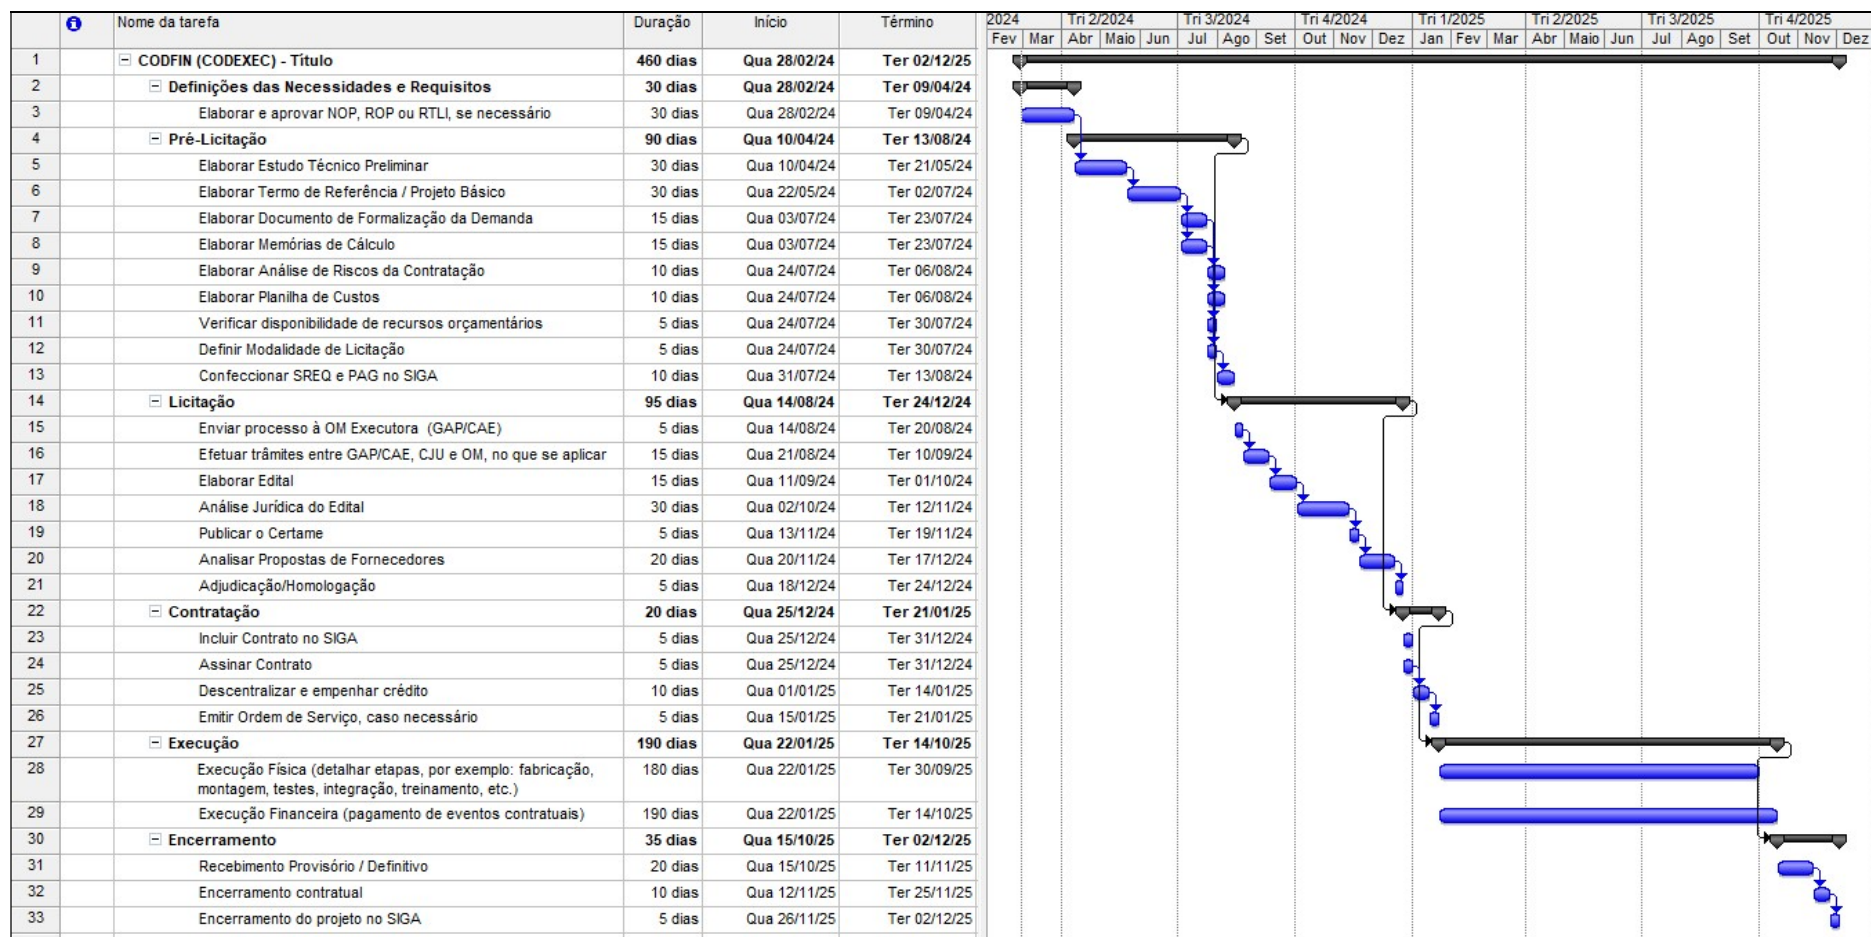 Nome da tarefa Duração Início Término 2024 Tri 2/2024 Tri 3/2024 Tri 4/2024 Tri 1/2025 Tri 2/2025 Tri 3/2025 Tri 4/2025
Fev Mar Abr Maio Jun Jul Ago Set Out Nov Dez Jan Fev Mar Abr Maio Jun Jul Ago Set Out Nov Dez
1 CODFIN (CODEXEC) - Título 460 dias Qua 28/02/24 Ter 02/12/25
2 Definições das Necessidades e Requisitos 30 dias Qua 28/02/24 Ter 09/04/24
3 Elaborar e aprovar NOP, ROP ou RTLI, se necessário 30 dias Qua 28/02/24 Ter 09/04/24
4 Pré-Licitação 90 dias Qua 10/04/24 Ter 13/08/24
5 Elaborar Estudo Técnico Preliminar 30 dias Qua 10/04/24 Ter 21/05/24
6 Elaborar Termo de Referência / Projeto Básico 30 dias Qua 22/05/24 Ter 02/07/24
7 Elaborar Documento de Formalização da Demanda 15 dias Qua 03/07/24 Ter 23/07/24
8 Elaborar Memórias de Cálculo 15 dias Qua 03/07/24 Ter 23/07/24
9 Elaborar Análise de Riscos da Contratação 10 dias Qua 24/07/24 Ter 06/08/24
10 Elaborar Planilha de Custos 10 dias Qua 24/07/24 Ter 06/08/24
11 Verificar disponibilidade de recursos orçamentários 5 dias Qua 24/07/24 Ter 30/07/24
12 Definir Modalidade de Licitação 5 dias Qua 24/07/24 Ter 30/07/24
13 Confeccionar SREQ e PAG no SIGA 10 dias Qua 31/07/24 Ter 13/08/24
14 Licitação 95 dias Qua 14/08/24 Ter 24/12/24
15 Enviar processo à OM Executora (GAP/CAE) 5 dias Qua 14/08/24 Ter 20/08/24
16 Efetuar trâmites entre GAP/CAE, CJU e OM, no que se aplicar 15 dias Qua 21/08/24 Ter 10/09/24
17 Elaborar Edital 15 dias Qua 11/09/24 Ter 01/10/24
18 Análise Jurídica do Edital 30 dias Qua 02/10/24 Ter 12/11/24
19 Publicar o Certame 5 dias Qua 13/11/24 Ter 19/11/24
20 Analisar Propostas de Fornecedores 20 dias Qua 20/11/24 Ter 17/12/24
21 Adjudicação/Homologação 5 dias Qua 18/12/24 Ter 24/12/24
22 Contratação 20 dias Qua 25/12/24 Ter 21/01/25
23 Incluir Contrato no SIGA 5 dias Qua 25/12/24 Ter 31/12/24
24 Assinar Contrato 5 dias Qua 25/12/24 Ter 31/12/24
25 Descentralizar e empenhar crédito 10 dias Qua 01/01/25 Ter 14/01/25
26 Emitir Ordem de Serviço, caso necessário 5 dias Qua 15/01/25 Ter 21/01/25
27 Execução 190 dias Qua 22/01/25 Ter 14/10/25
28 Execução Física (detalhar etapas, por exemplo: fabricação, 180 dias Qua 22/01/25 Ter 30/09/25
montagem, testes, integração, treinamento, etc.)
29 Execução Financeira (pagamento de eventos contratuais) 190 dias Qua 22/01/25 Ter 14/10/25
30 Encerramento 35 dias Qua 15/10/25 Ter 02/12/25
31 Recebimento Provisório / Definitivo 20 dias Qua 15/10/25 Ter 11/11/25
32 Encerramento contratual 10 dias Qua 12/11/25 Ter 25/11/25
33 Encerramento do projeto no SIGA 5 dias Qua 26/11/25 Ter 02/12/25